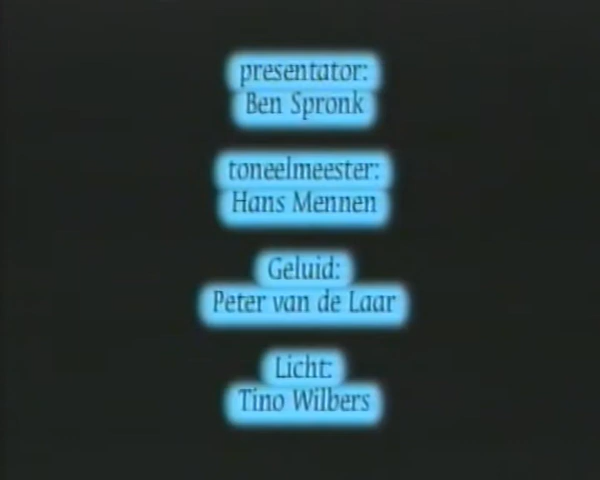 presentator:
Ben Spronk
toneelmeester:
Hans Mennen
Geluid:
Peter van de Laar
Licht:
Tino Wilbers